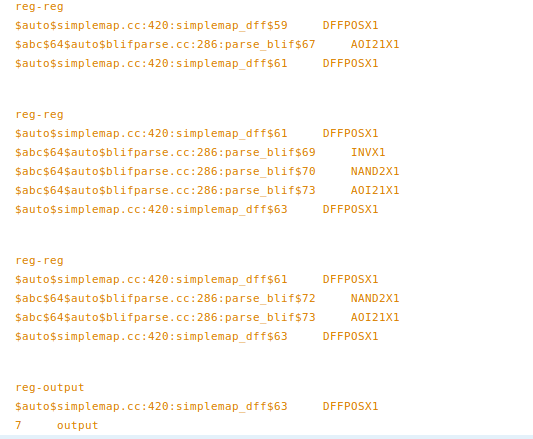 reg-reg
$auto$simplemap.cc:420:simplemap_dff$59     DFFPOSX1
$abc$64$auto$blifparse.cc:286:parse_blif$67     AOI21X1
$auto$simplemap.cc:420:simplemap_dff$61     DFFPOSX1
reg-reg
$auto$simplemap.cc:420:simplemap_dff$61     DFFPOSX1
$abc$64$auto$blifparse.cc:286:parse_blif$69     INVX1
$abc$64$auto$blifparse.cc:286:parse_blif$70     NAND2X1
$abc$64$auto$blifparse.cc:286:parse_blif$73     AOI21X1
$auto$simplemap.cc:420:simplemap_dff$63     DFFPOSX1
reg-reg
$auto$simplemap.cc:420:simplemap_dff$61     DFFPOSX1
$abc$64$auto$blifparse.cc:286:parse_blif$72     NAND2X1
$abc$64$auto$blifparse.cc:286:parse_blif$73     AOI21X1
$auto$simplemap.cc:420:simplemap_dff$63     DFFPOSX1
reg-output
$auto$simplemap.cc:420:simplemap_dff$63     DFFPOSX1
7     output